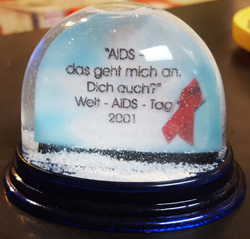 "AIDS -
das geht mich an.
Dich auch?"
Welt - AIDS - Tag
2001